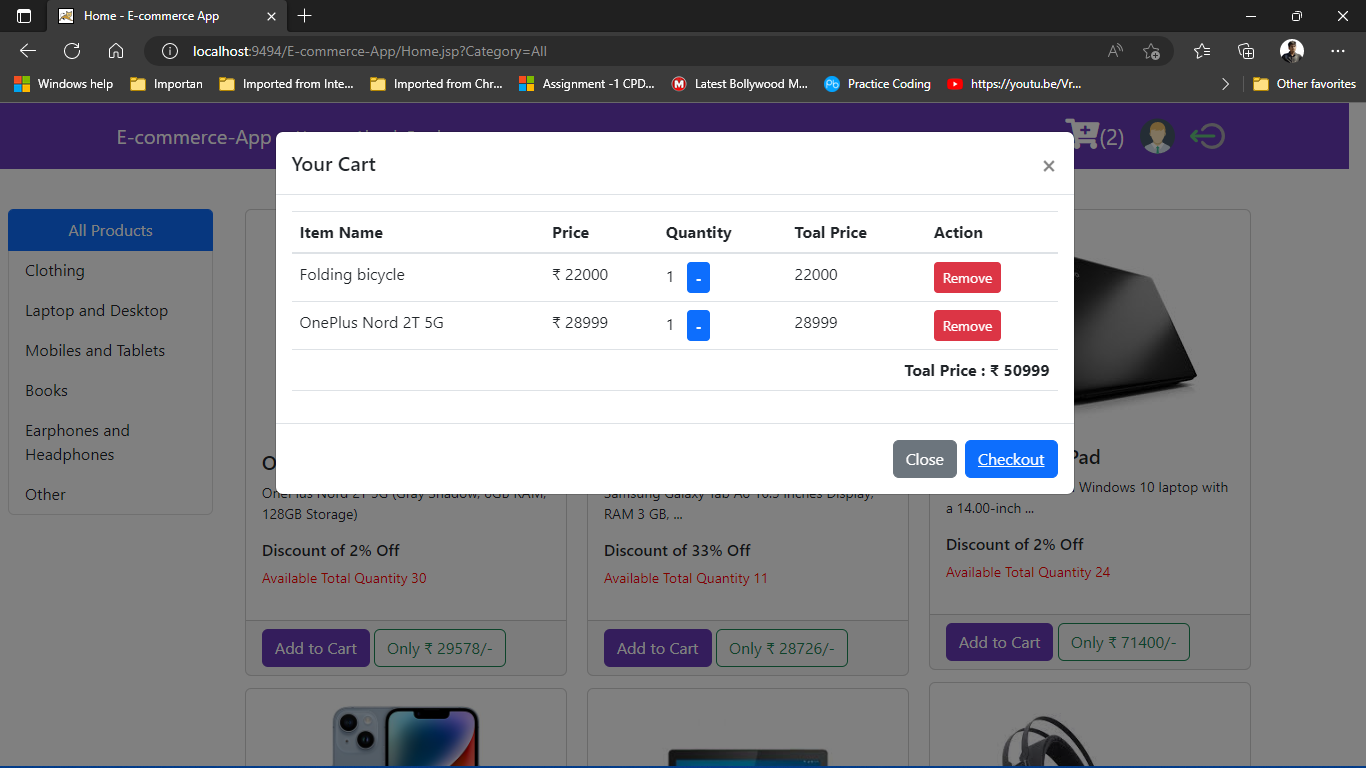 Home - E-commerce App
localhost:9494/E-commerce-App/Home.jsp?Category=All
Windows help Importan Imported from Inte... Imported from Chr... Assignment -1 CPD... Latest Bollywood M... Practice Coding https://youtu.be/Vr... Other favorites
E-commerce-App (2)
Your Cart ×
Item Name Price Quantity Toal Price Action
Folding bicycle ₹ 22000 1 - 22000 Remove
OnePlus Nord 2T 5G ₹ 28999 1 - 28999 Remove
Toal Price : ₹ 50999
Close Checkout
All Products
Clothing
Laptop and Desktop
Mobiles and Tablets
Books
Earphones and
Headphones
Other
OnePlus Nord 2T 5G (Gray Shadow, 8GB RAM,
128GB Storage)
Discount of 2% Off
Available Total Quantity 30
Add to Cart Only ₹ 29578/-
Samsung Galaxy Tab A8 10.5 inches Display,
RAM 3 GB, ...
Discount of 33% Off
Available Total Quantity 11
Add to Cart Only ₹ 28726/-
Pad
Windows 10 laptop with
a 14.00-inch ...
Discount of 2% Off
Available Total Quantity 24
Add to Cart Only ₹ 71400/-